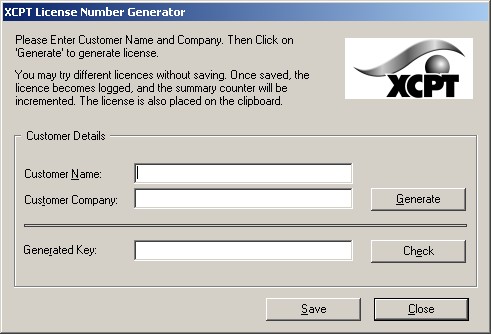 XCPT License Number Generator
Please Enter Customer Name and Company. Then Click on
'Generate' to generate license.
You may try different licences without saving. Once saved, the
licence becomes logged, and the summary counter will be
incremented. The license is also placed on the clipboard.
XCPT
Customer Details
Customer Name:
Customer Company:
Generate
Generated Key:
Check
Save
Close